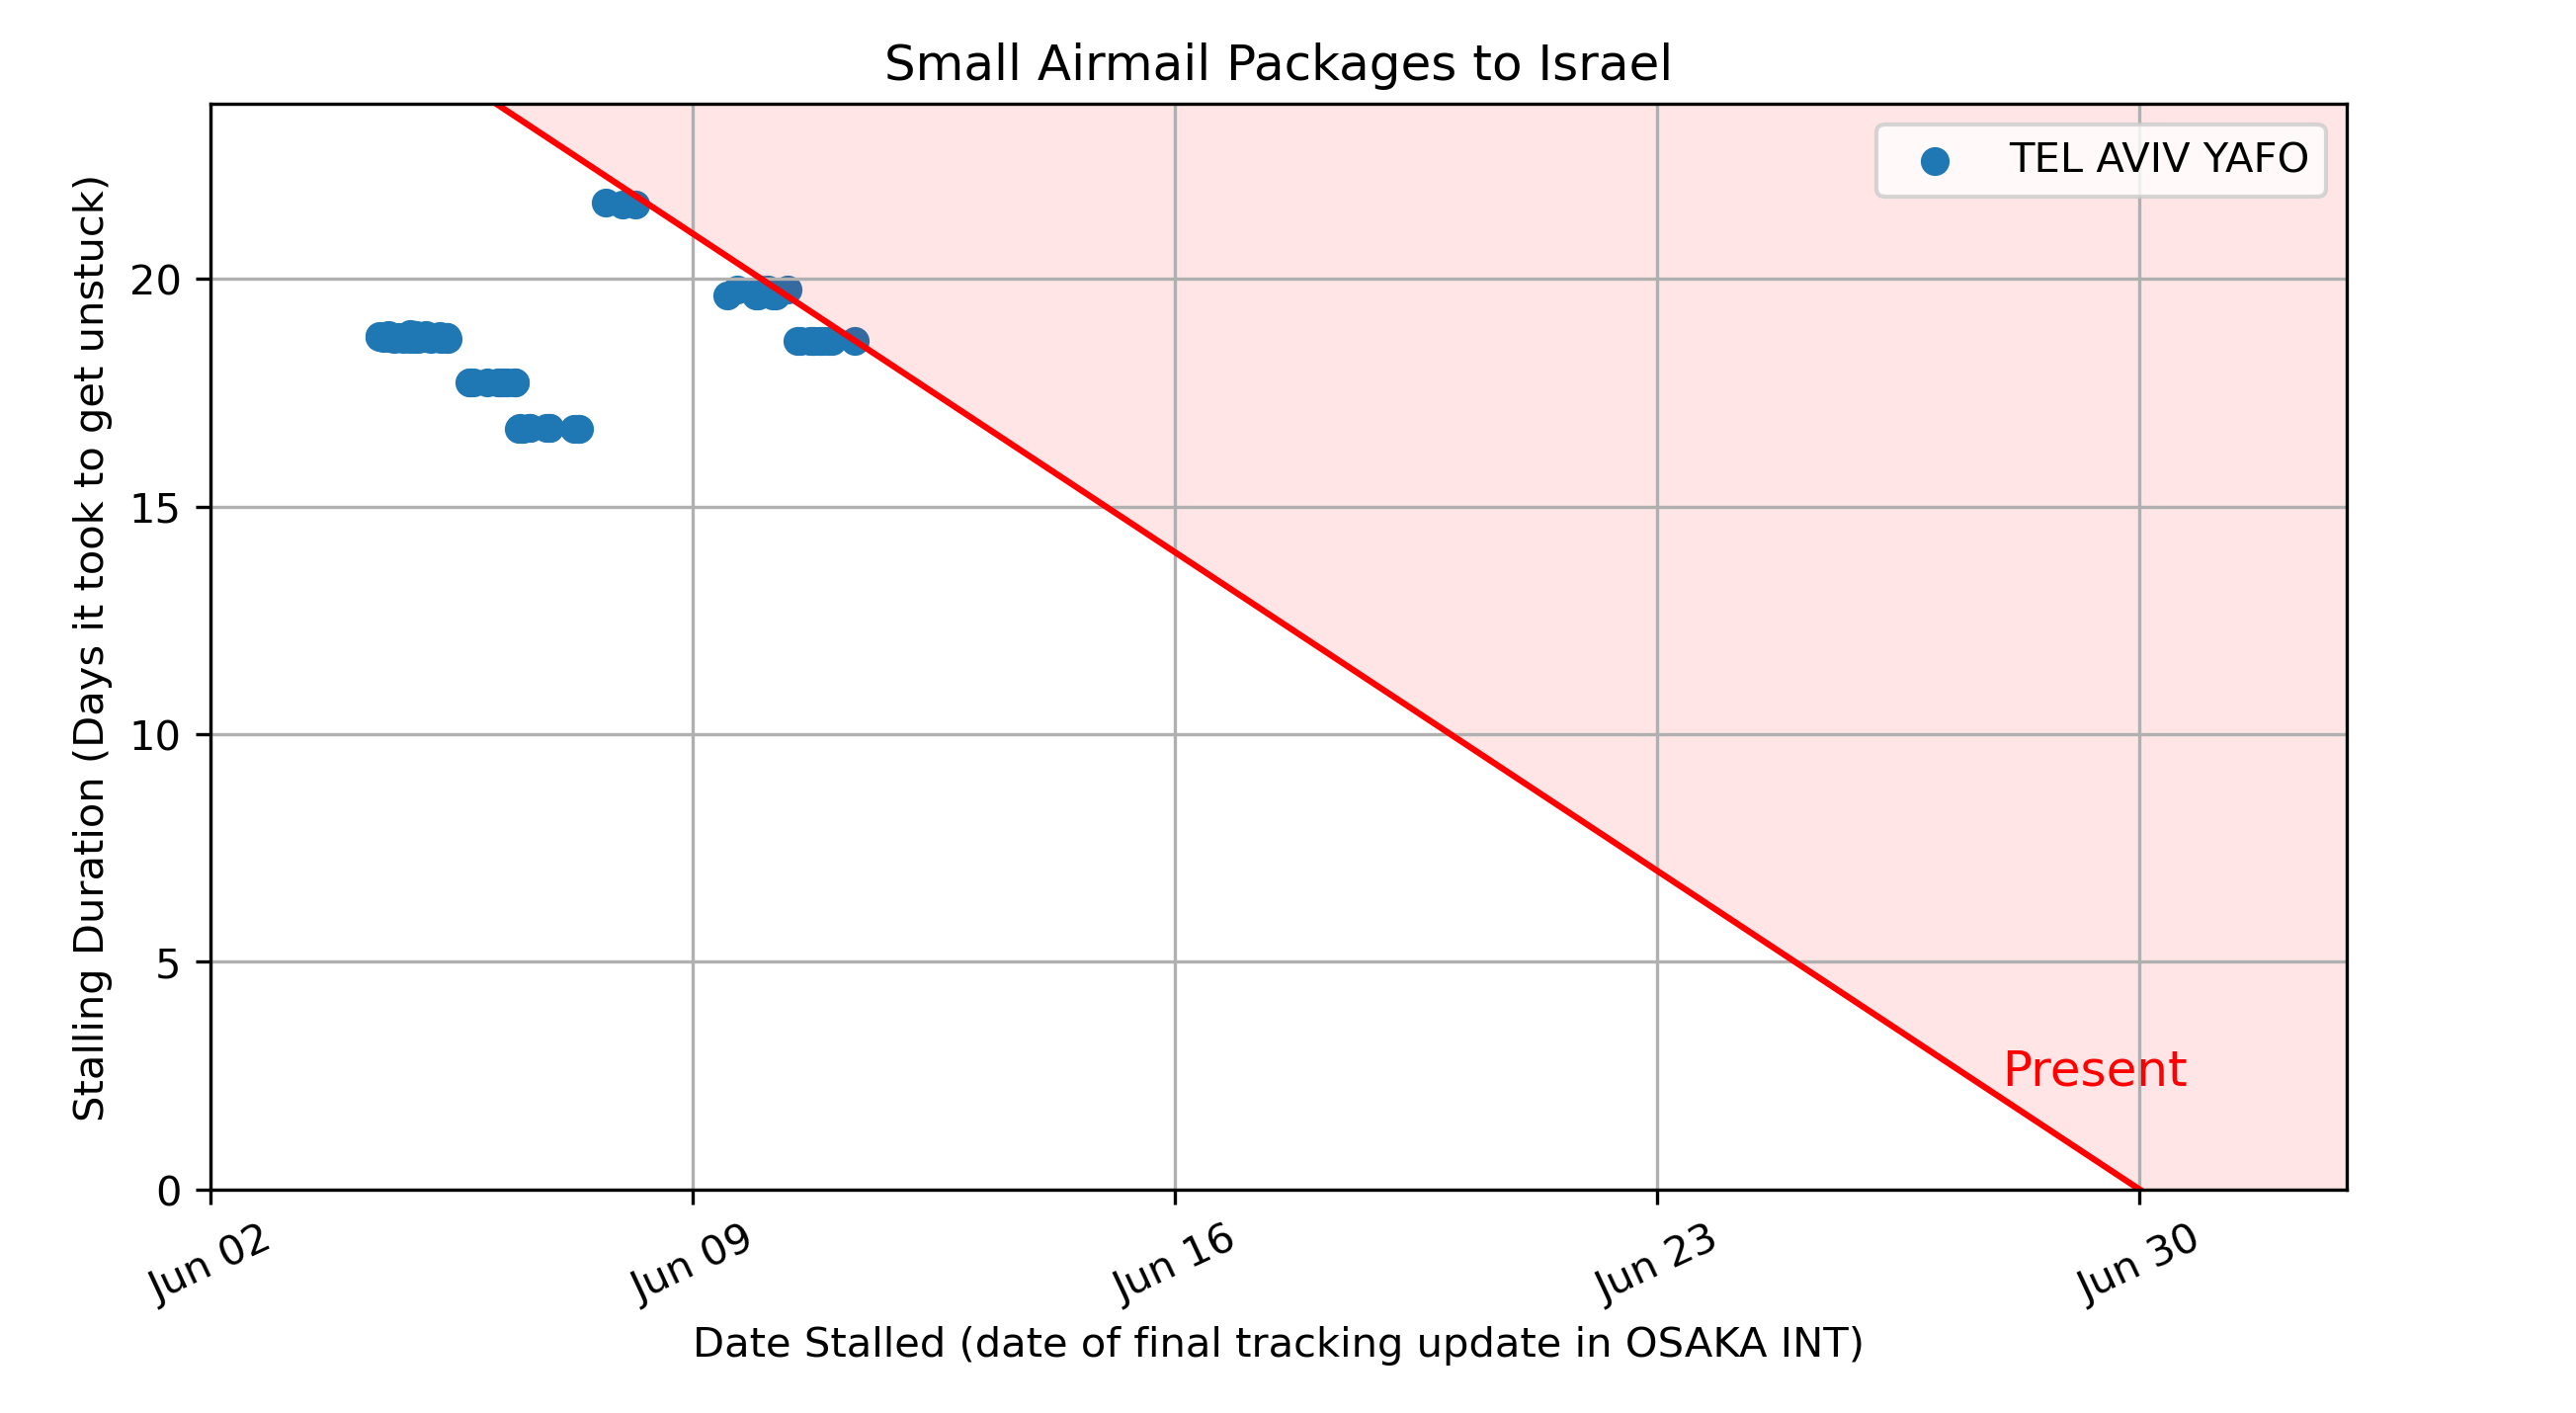 Small Airmail Packages to Israel
TEL AVIV YAFO
Stalling Duration (Days it took to get unstuck)
20
15
10
5
0
Present
Jun 02
Jun 09
Jun 16
Jun 23
Jun 30
Date Stalled (date of final tracking update in OSAKA INT)